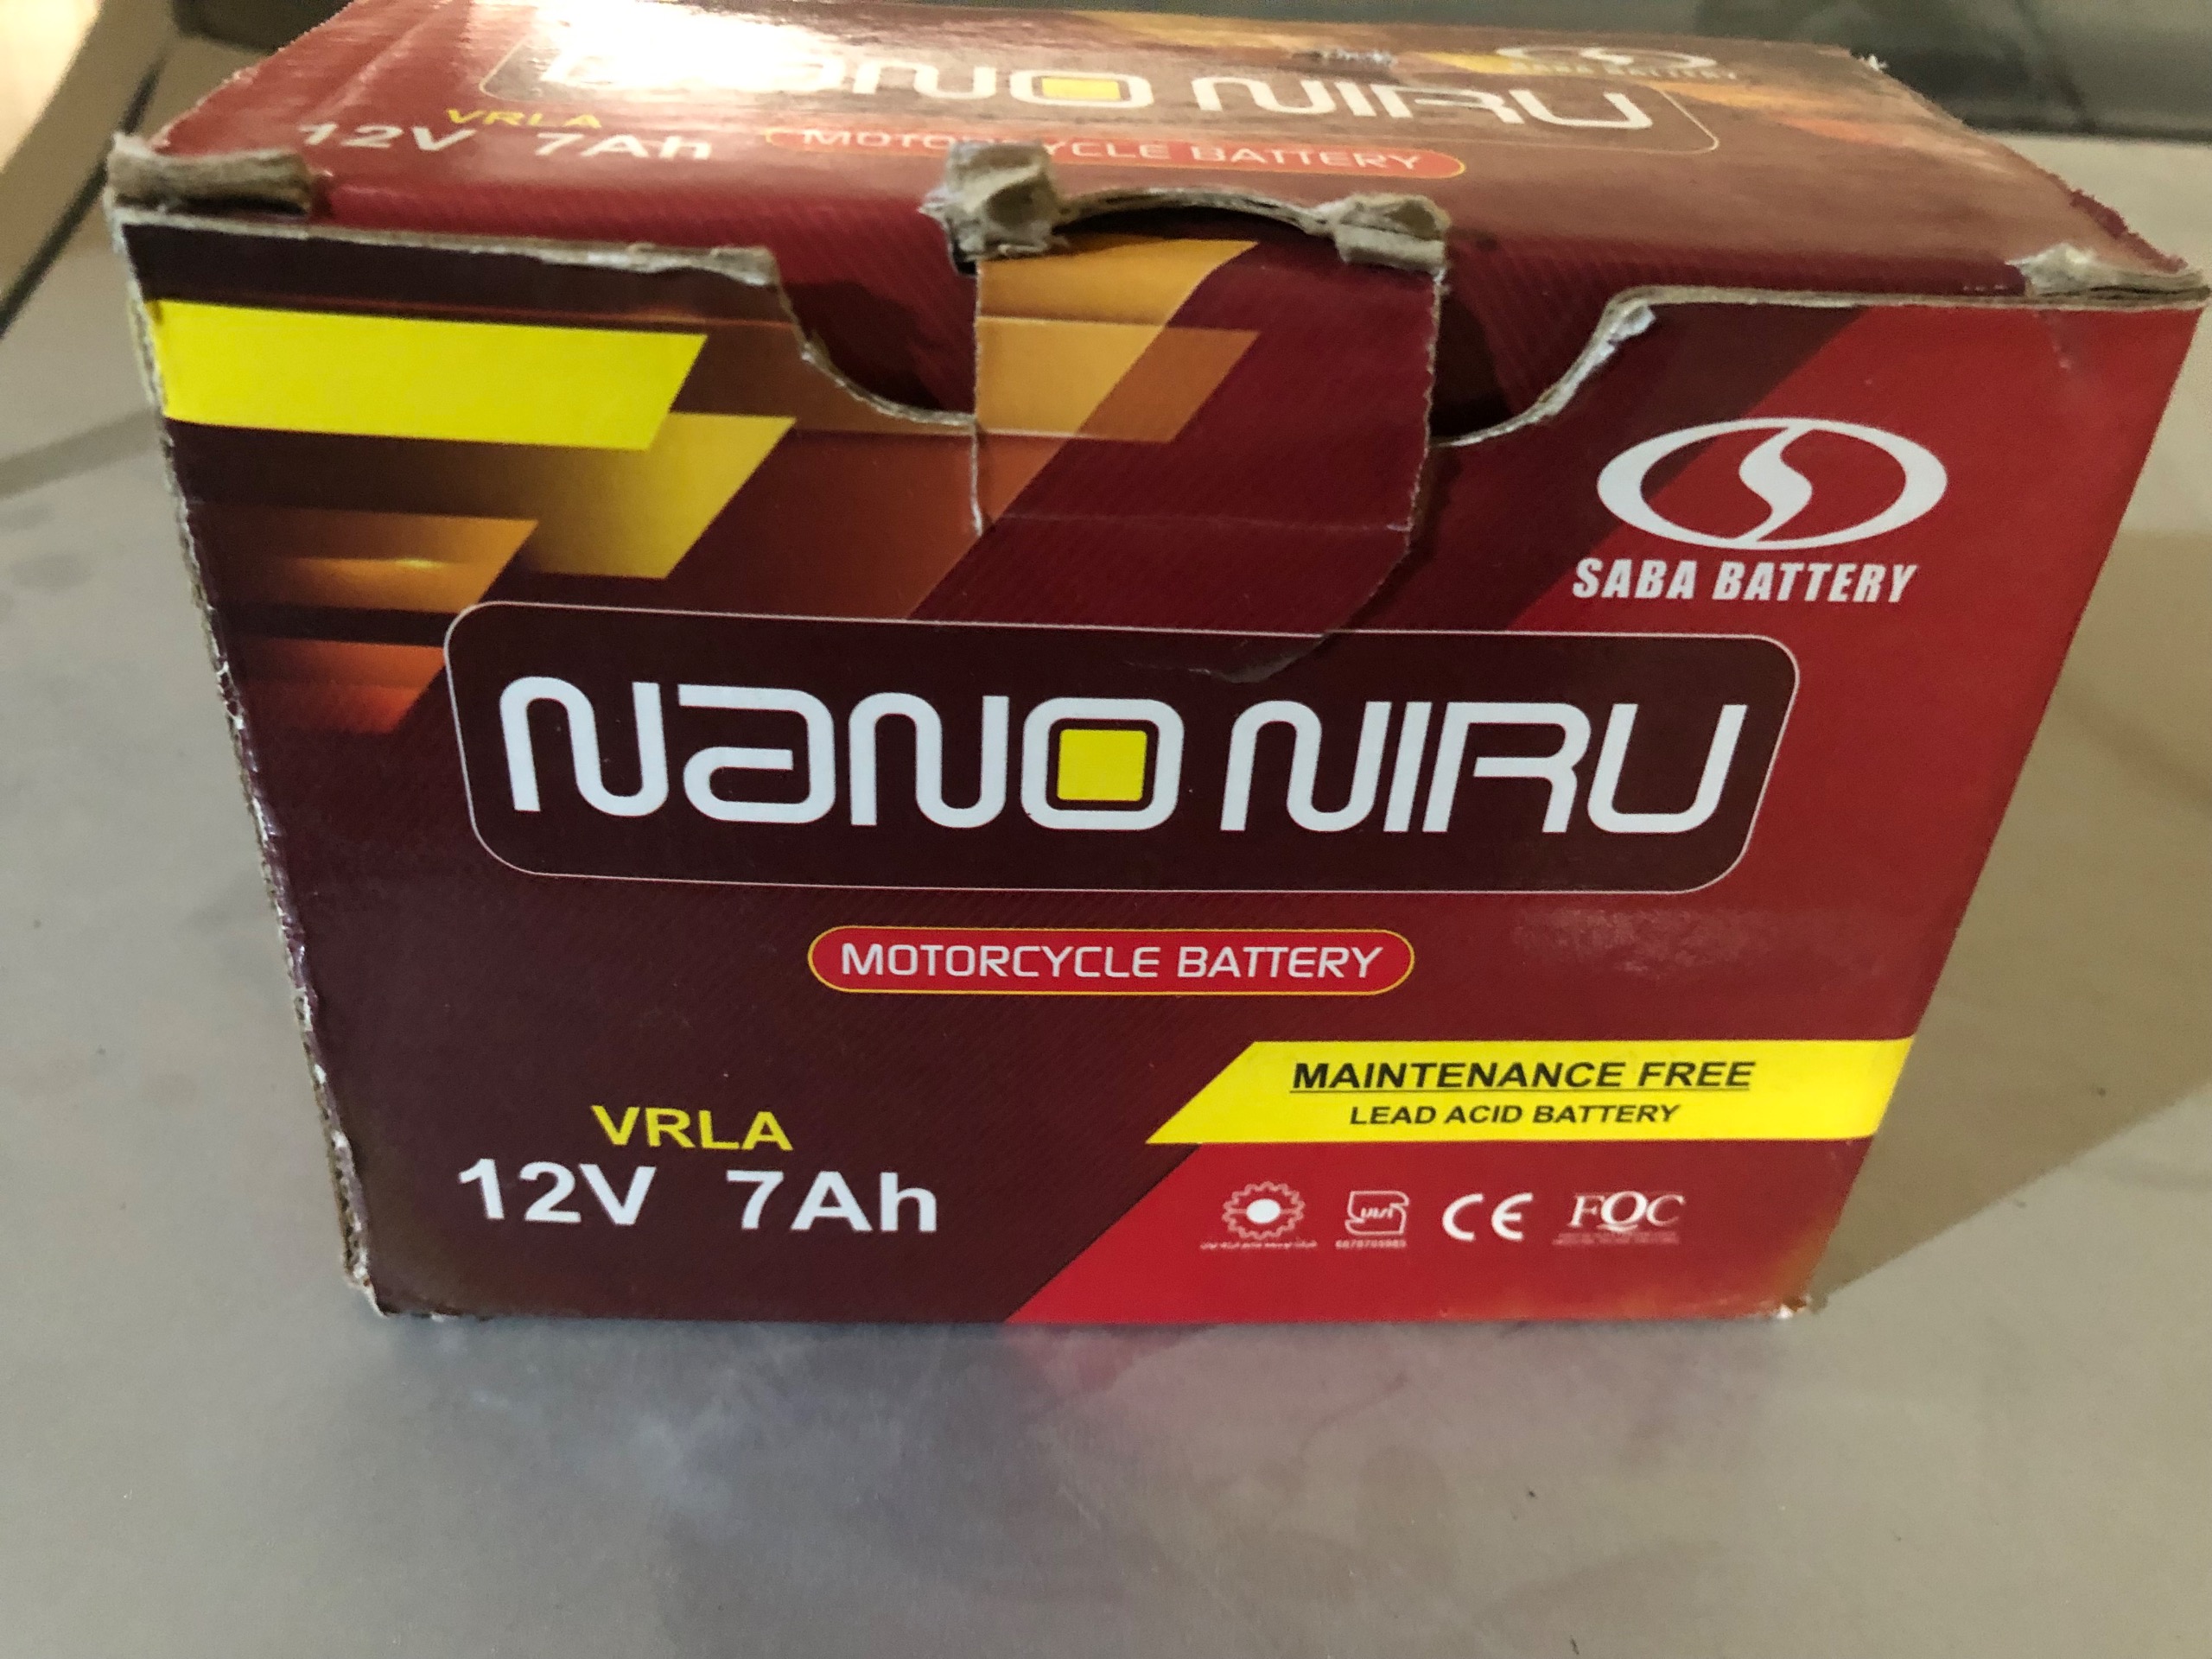 NANO NIRU
SABA BATTERY
VRLA
12V 7Ah
MOTORCYCLE BATTERY
SABA BATTERY
NANO NIRU
MOTORCYCLE BATTERY
MAINTENANCE FREE
LEAD ACID BATTERY
VRLA
12V 7Ah
CE
FQC